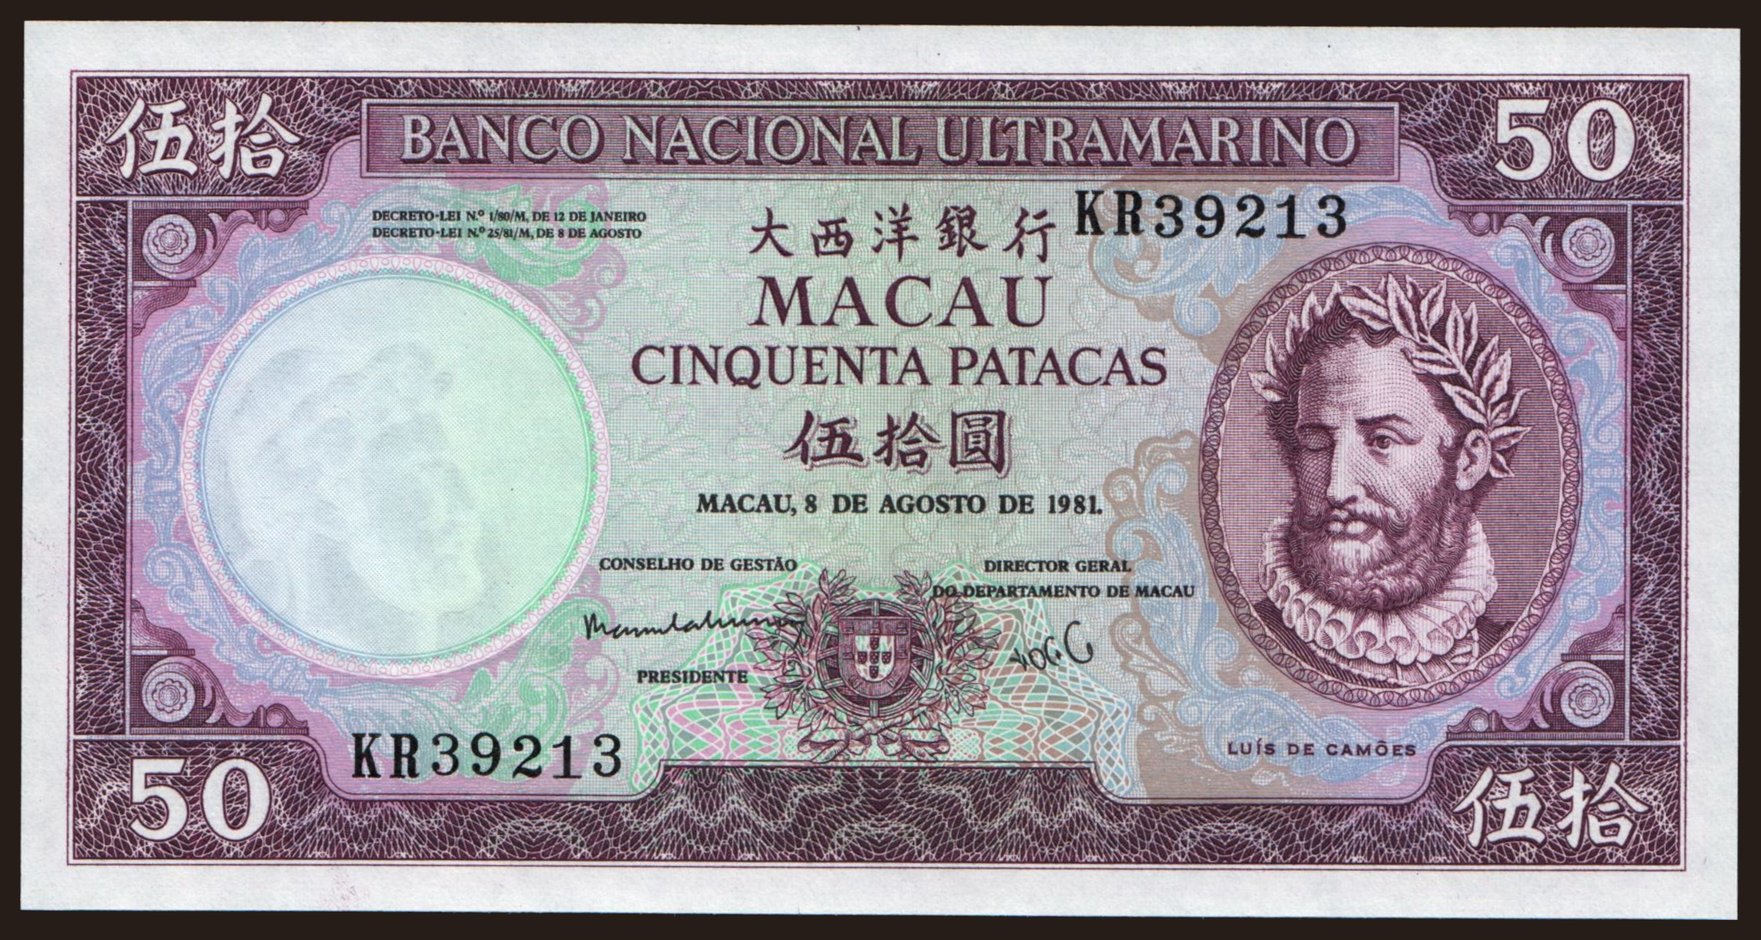 伍拾
BANCO NACIONAL ULTRAMARINO
50
DECRETO-LEI N.º 1/80/M, DE 12 DE JANEIRO
DECRETO-LEI N.º 25/81/M, DE 8 DE AGOSTO
大西洋銀行
KR39213
MACAU
CINQUENTA PATACAS
伍拾圓
MACAU, 8 DE AGOSTO DE 1981.
CONSELHO DE GESTÃO
DIRECTOR GERAL
DO DEPARTAMENTO DE MACAU
PRESIDENTE
KR39213
LUÍS DE CAMÕES
50
伍拾